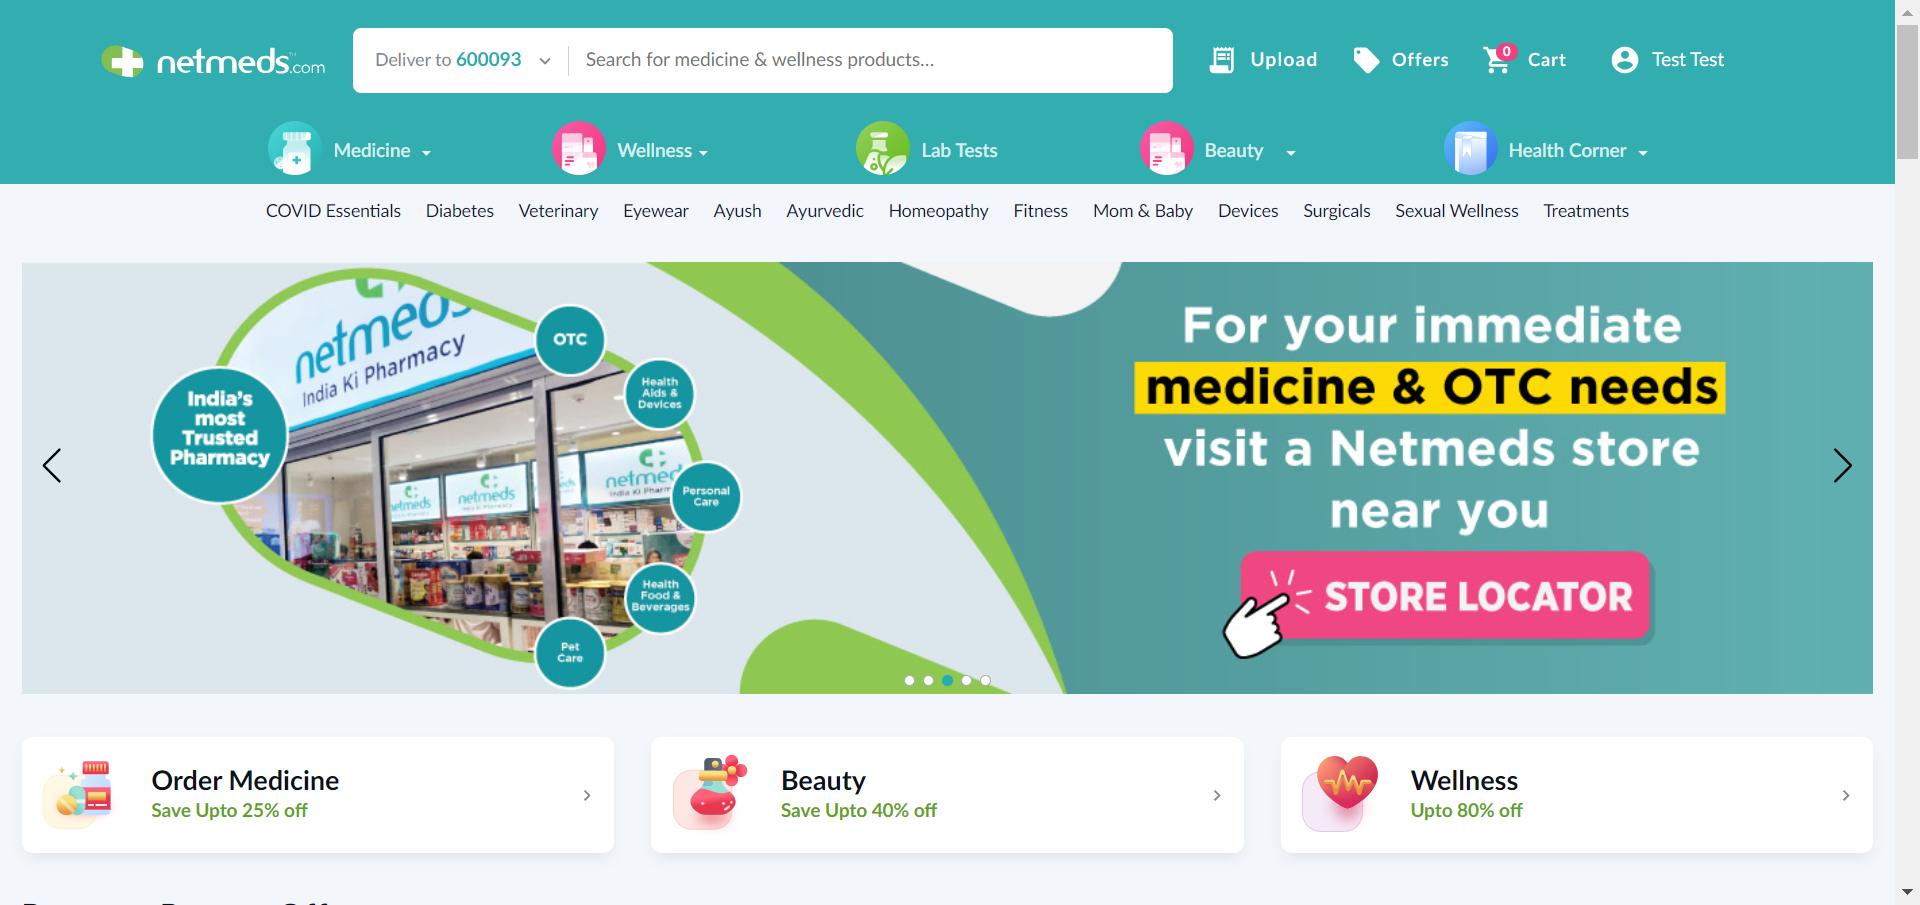 netmeds.com
Deliver to 600093
Search for medicine & wellness products...
Upload
Offers
0
Cart
Test Test
Medicine
Wellness
Lab Tests
Beauty
Health Corner
COVID Essentials
Diabetes
Veterinary
Eyewear
Ayush
Ayurvedic
Homeopathy
Fitness
Mom & Baby
Devices
Surgicals
Sexual Wellness
Treatments
India's
most
Trusted
Pharmacy
netmeds
India Ki Pharmacy
OTC
Health
Aids &
Devices
netmeds
netmeds
netmed
Personal
Care
Health
Food &
Beverages
Pet
Care
For your immediate
medicine & OTC needs
visit a Netmeds store
near you
STORE LOCATOR
Order Medicine
Save Upto 25% off
Beauty
Save Upto 40% off
Wellness
Upto 80% off